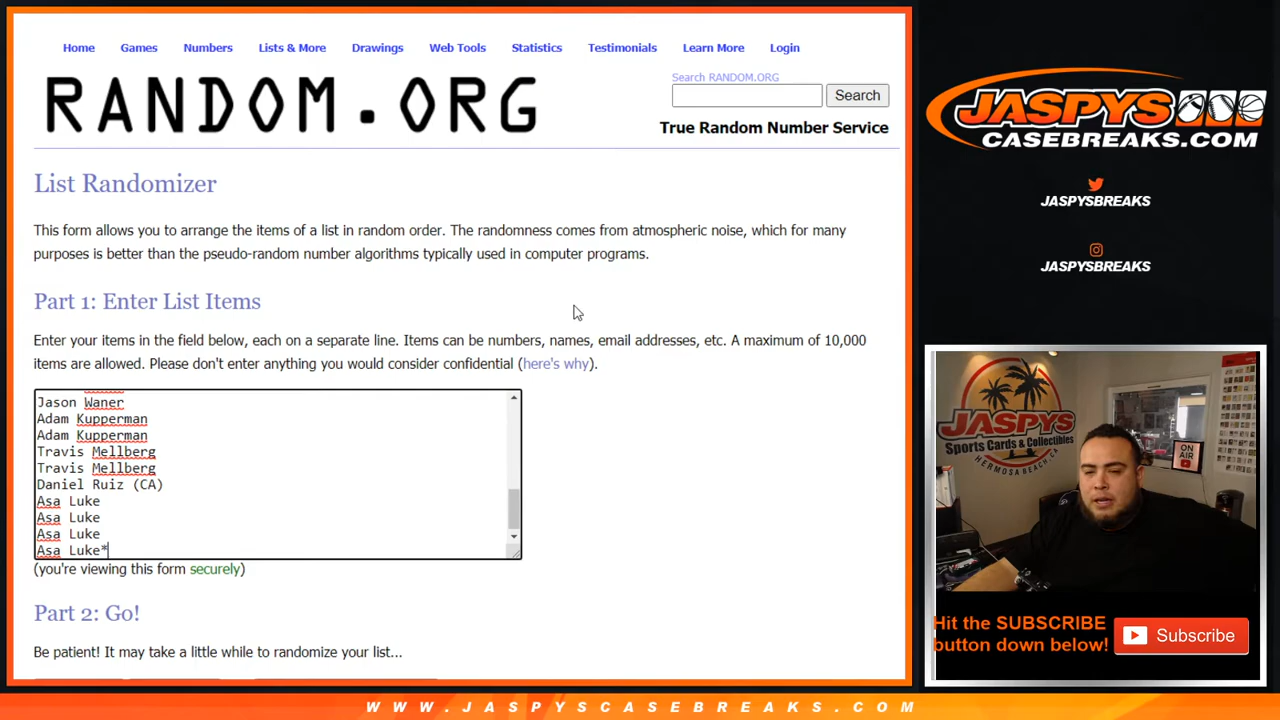 Home Games Numbers Lists & More Drawings Web Tools Statistics Testimonials Learn More Login
RANDOM.ORG
Search RANDOM.ORG
Search
True Random Number Service
List Randomizer
This form allows you to arrange the items of a list in random order. The randomness comes from atmospheric noise, which for many
purposes is better than the pseudo-random number algorithms typically used in computer programs.
Part 1: Enter List Items
Enter your items in the field below, each on a separate line. Items can be numbers, names, email addresses, etc. A maximum of 10,000
items are allowed. Please don't enter anything you would consider confidential (here's why).
Jason Waner
Adam Kupperman
Adam Kupperman
Travis Mellberg
Travis Mellberg
Daniel Ruiz (CA)
Asa Luke
Asa Luke
Asa Luke
Asa Luke*
(you're viewing this form securely)
Part 2: Go!
Be patient! It may take a little while to randomize your list...
JASPYS
CASEBREAKS.COM
JASPYSBREAKS
JASPYSBREAKS
JASPYS
Sports Cards & Collectibles
HERMOSA BEACH, CA
ON
AIR
Hit the SUBSCRIBE
button down below!
Subscribe
WWW.JASPYSCASEBREAKS.COM